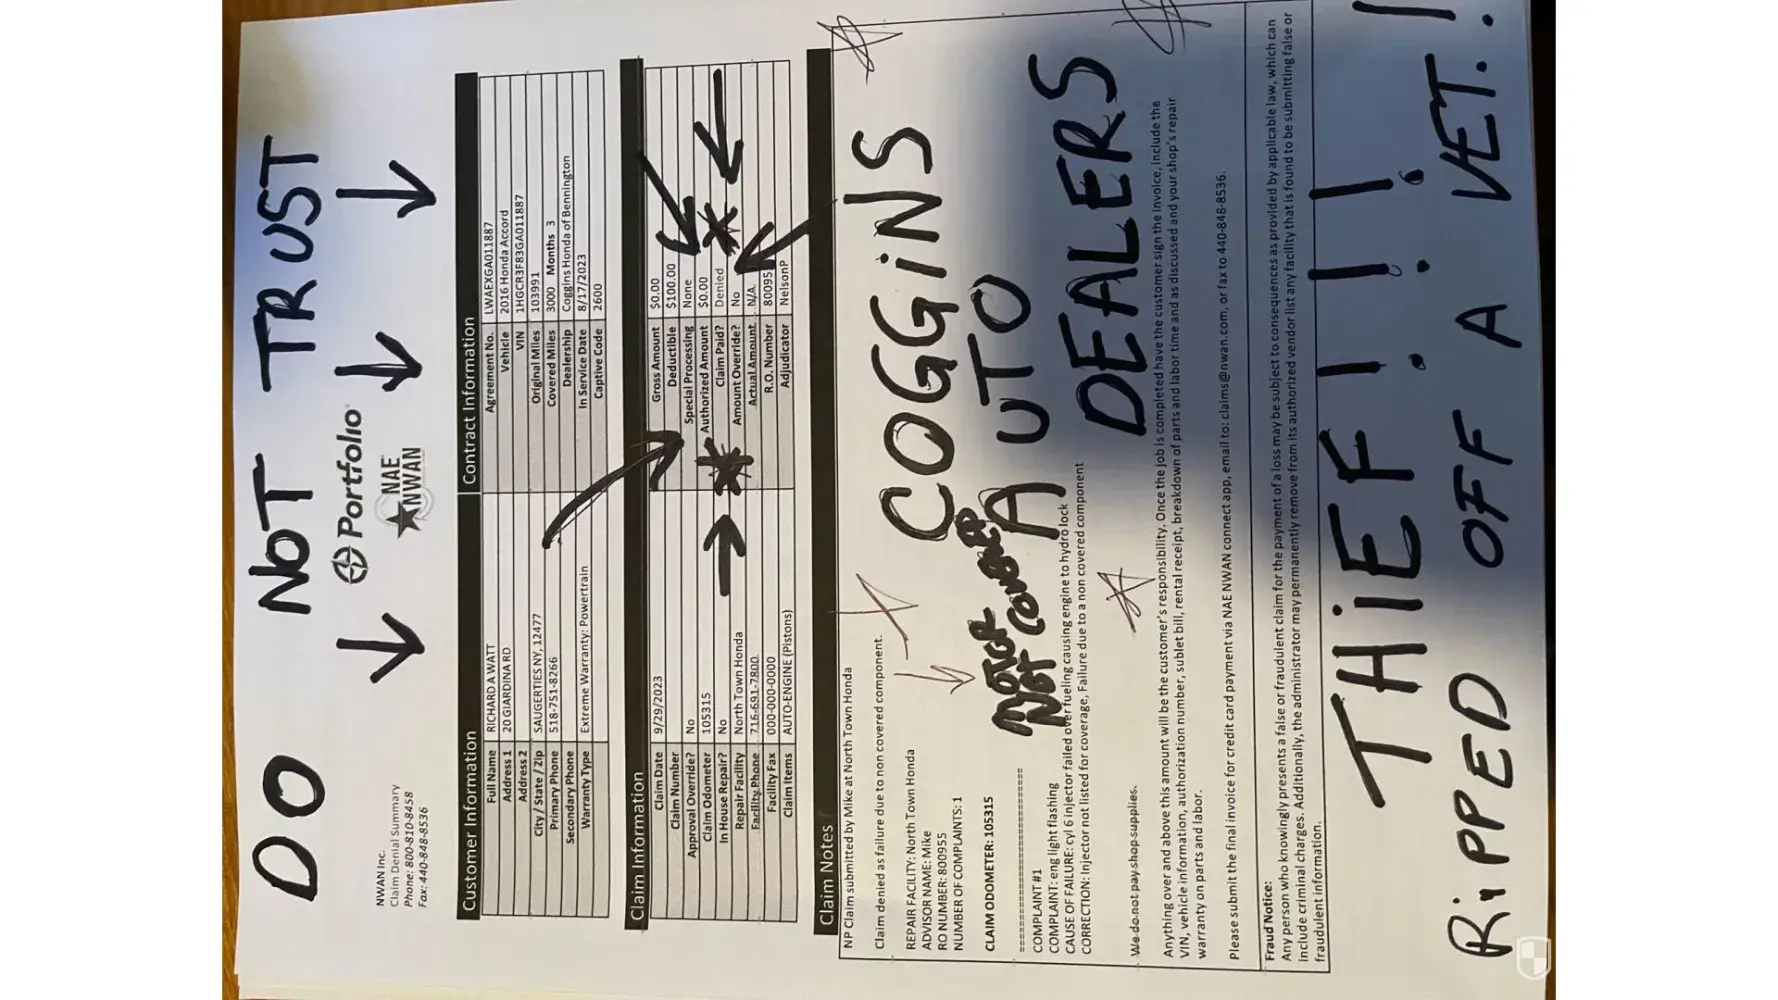 DO NOT TRUST
Portfolio
NAE
NWAN
NWAN Inc.
Claim Denial Summary
Phone: 800-810-8458
Fax: 440-848-8536
Customer Information
Full Name RICHARD A WATT
Address 1 20 GIARDINA RD
Address 2
City / State / Zip SAUGERTIES NY, 12477
Primary Phone 518-751-8266
Secondary Phone
Warranty Type Extreme Warranty: Powertrain
Contract Information
Agreement No. LWAEXGA011887
Vehicle 2016 Honda Accord
VIN 1HGCR3F83GA011887
Original Miles 103991
Covered Miles 3000 Months 3
Dealership Coggins Honda of Bennington
In Service Date 8/17/2023
Captive Code 2600
Claim Information
Claim Date 9/29/2023
Claim Number
Approval Override? No
Claim Odometer 105315
In House Repair? No
Repair Facility North Town Honda
Facility Phone 716-691-7800
Facility Fax 000-000-0000
Claim Items AUTO-ENGINE (Pistons)
Gross Amount $0.00
Deductible $100.00
Special Processing None
Authorized Amount $0.00
Claim Paid? Denied
Amount Override? No
Actual Amount N/A
R.O. Number 80095
Adjudicator NelsonP
Claim Notes
NP Claim submitted by Mike at North Town Honda
Claim denied as failure due to non covered component.
REPAIR FACILITY: North Town Honda
ADVISOR NAME: Mike
RO NUMBER: 800955
NUMBER OF COMPLAINTS: 1
CLAIM ODOMETER: 105315
COMPLAINT #1
COMPLAINT: eng light flashing
CAUSE OF FAILURE: cyl 6 injector failed over fueling causing engine to hydro lock
CORRECTION: Injector not listed for coverage, Failure due to a non covered component
We do not pay shop supplies.
Anything over and above this amount will be the customer's responsibility. Once the job is completed have the customer sign the invoice, include the
VIN, vehicle information, authorization number, sublet bill, rental receipt, breakdown of parts and labor time and as discussed and your shop's repair
warranty on parts and labor.
Please submit the final invoice for credit card payment via NAE NWAN connect app, email to: claims@nwan.com, or fax to 440-848-8536.
Fraud Notice:
Any person who knowingly presents a false or fraudulent claim for the payment of a loss may be subject to consequences as provided by applicable law, which can
include criminal charges. Additionally, the administrator may permanently remove from its authorized vendor list any facility that is found to be submitting false or
fraudulent information.
COGGiNS
AUTO
DEALERS
MOTOR
NOT COVERED
THiEF!!!!
RiPPED OFF A VET.!